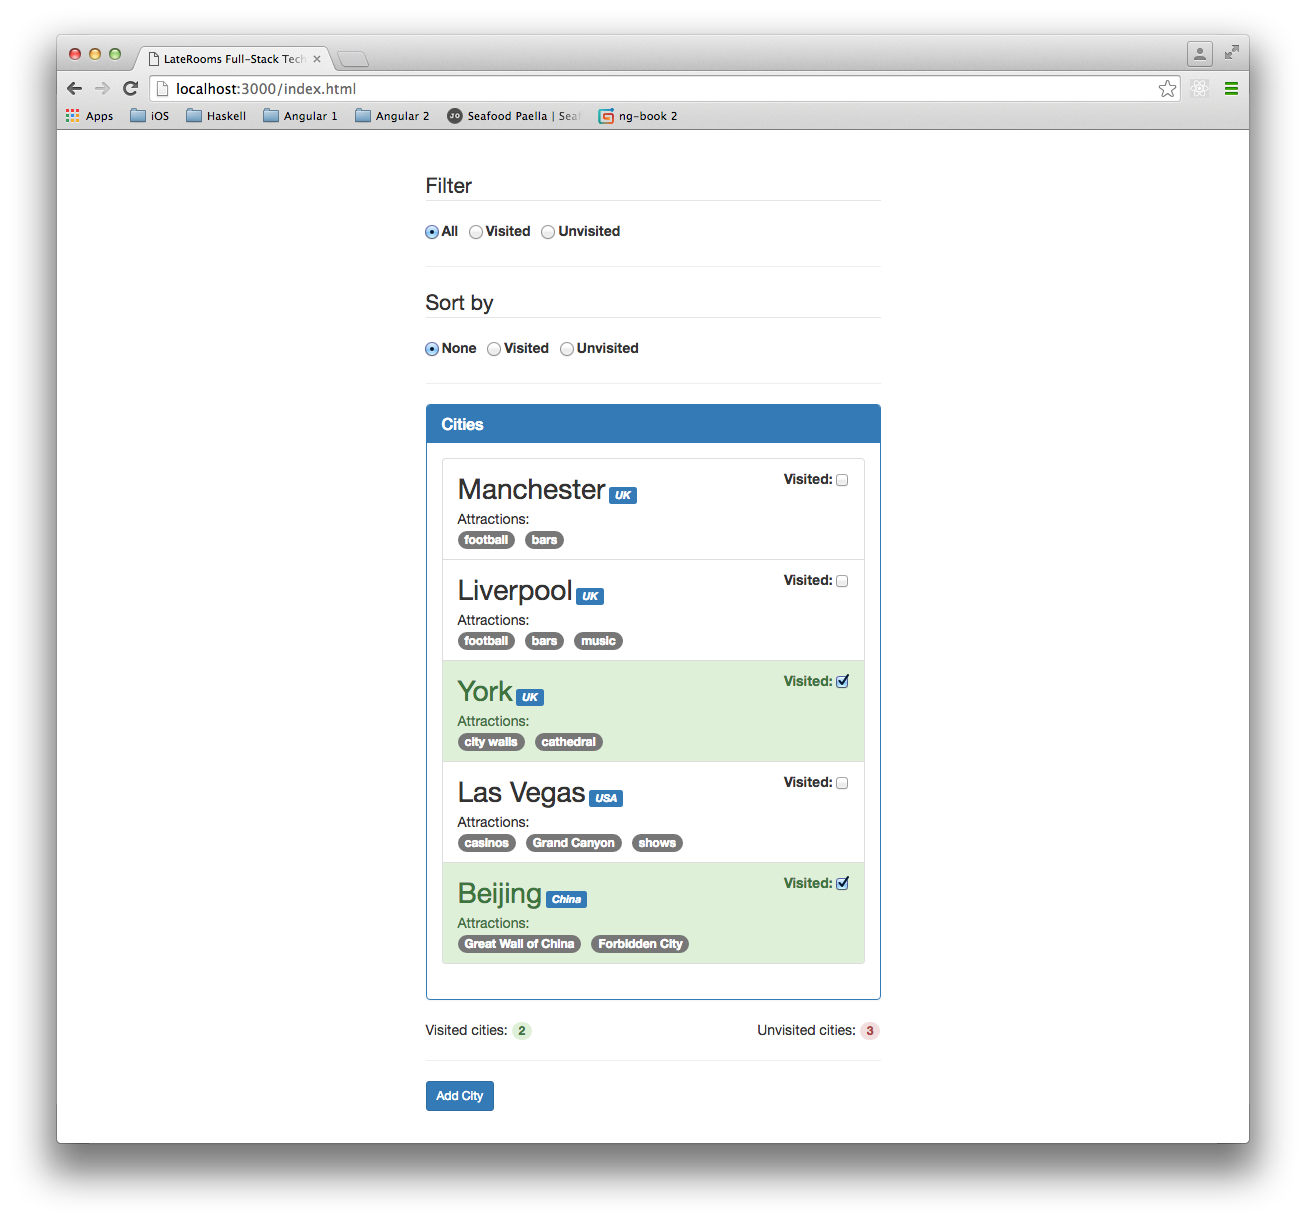 LateRooms Full-Stack Tech
localhost:3000/index.html
Apps iOS Haskell Angular 1 Angular 2 JO Seafood Paella | Seaf ng-book 2
Filter
All Visited Unvisited
Sort by
None Visited Unvisited
Cities
Manchester UK Visited:
Attractions:
football bars
Liverpool UK Visited:
Attractions:
football bars music
York UK Visited:
Attractions:
city walls cathedral
Las Vegas USA Visited:
Attractions:
casinos Grand Canyon shows
Beijing China Visited:
Attractions:
Great Wall of China Forbidden City
Visited cities: 2 Unvisited cities: 3
Add City